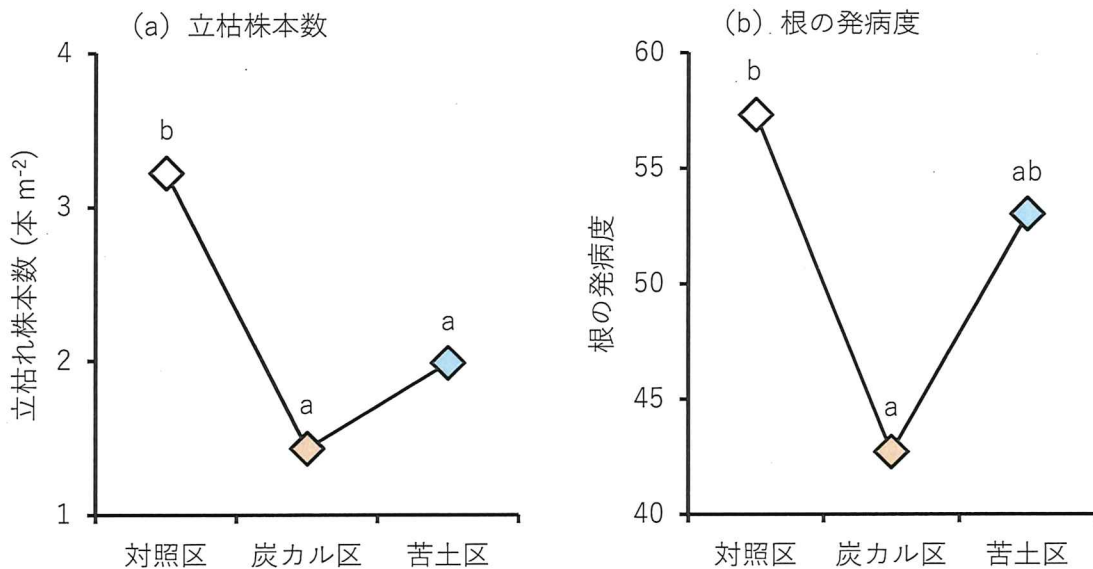 (a) 立枯株本数
4
3
2
1
立枯れ株本数 (本 m-2)
b
a
a
対照区
炭カル区
苦土区
(b) 根の発病度
60
55
50
45
40
根の発病度
b
a
ab
対照区
炭カル区
苦土区